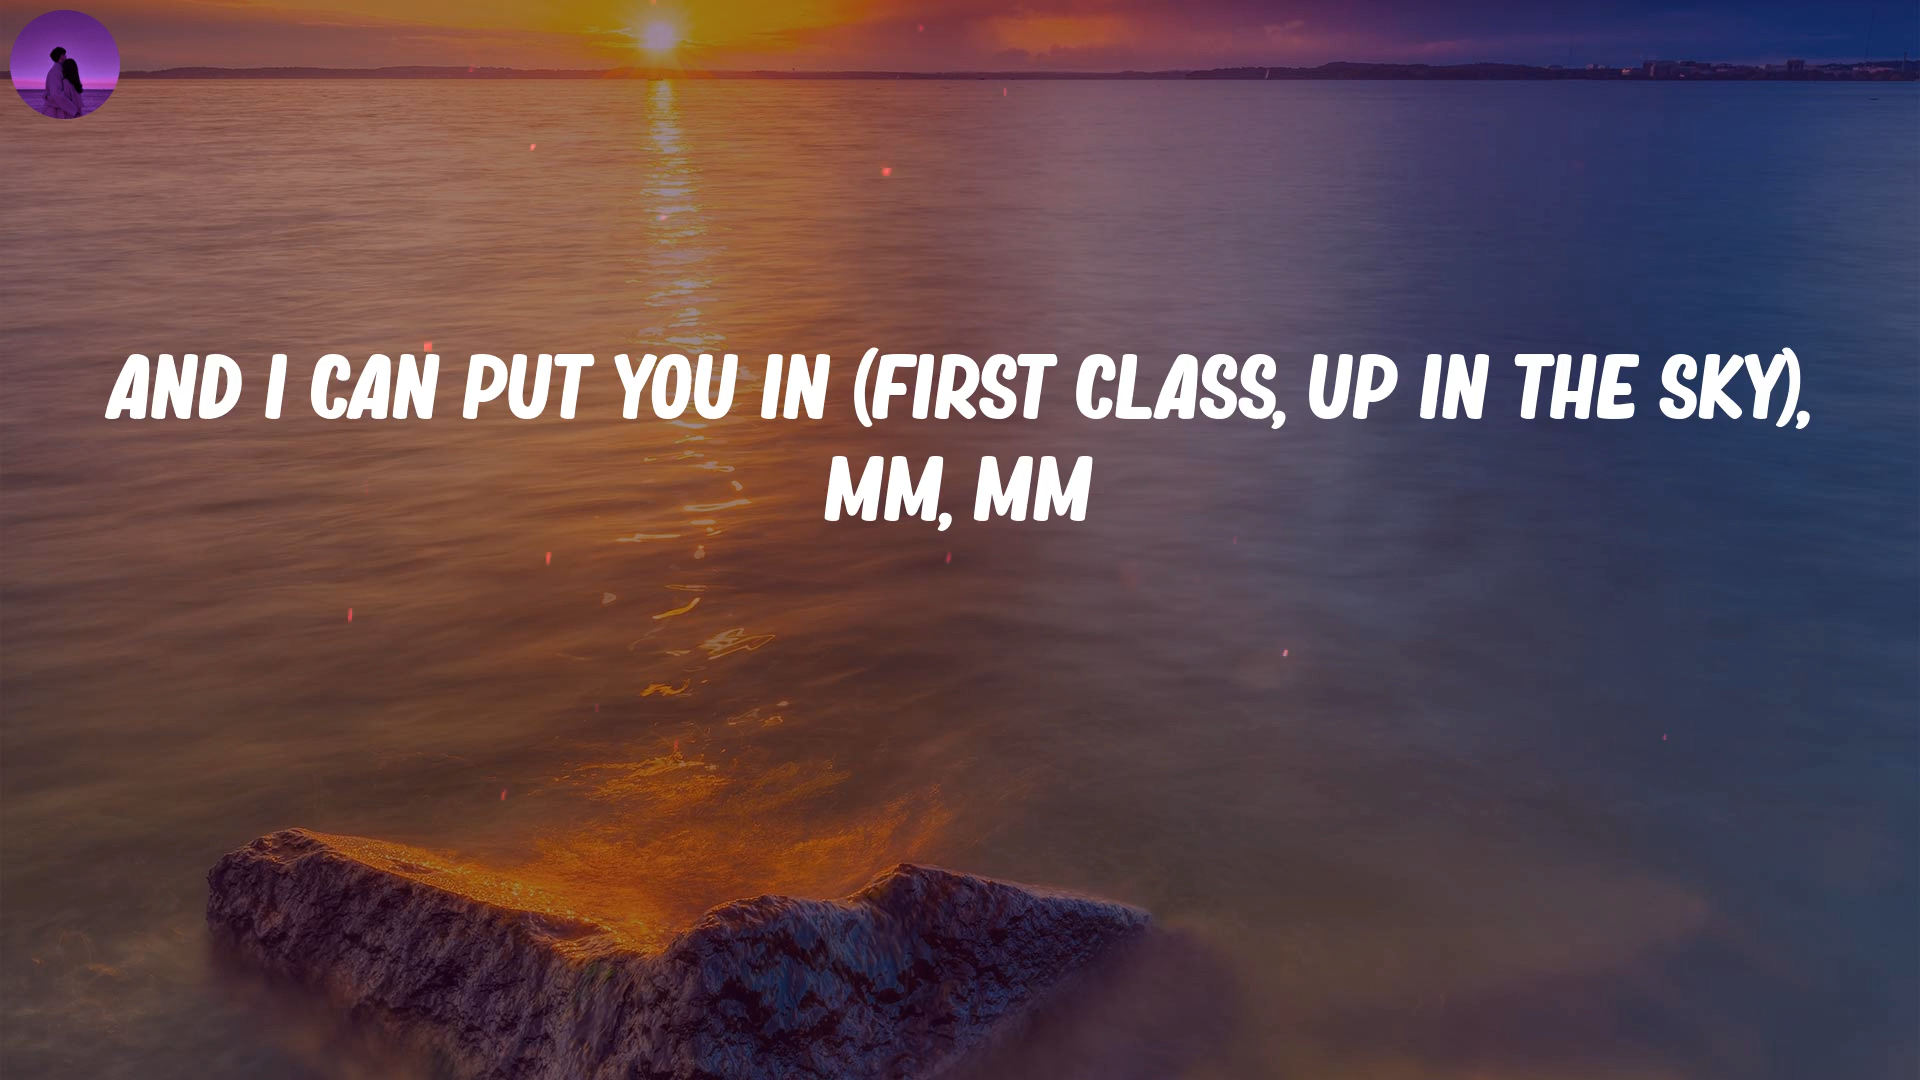 AND I CAN PUT YOU IN (FIRST CLASS, UP IN THE SKY),
MM, MM